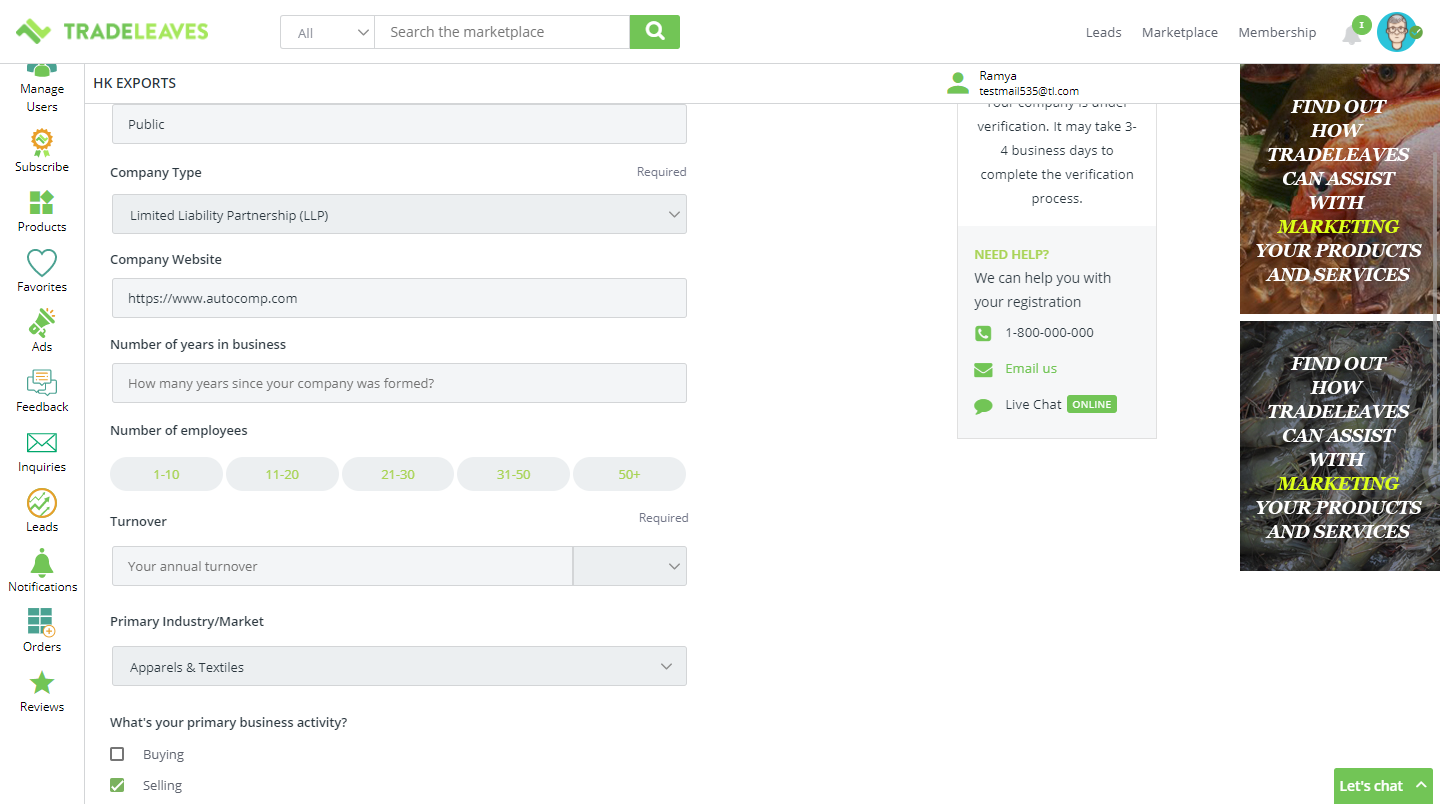 TRADELEAVES
All
Search the marketplace
Leads
Marketplace
Membership
1
Manage
Users
Subscribe
Products
Favorites
Ads
Feedback
Inquiries
Leads
Notifications
Orders
Reviews
HK EXPORTS
Ramya
testmail535@tl.com
Public
Company Type
Required
Limited Liability Partnership (LLP)
Company Website
https://www.autocomp.com
Number of years in business
How many years since your company was formed?
Number of employees
1-10
11-20
21-30
31-50
50+
Turnover
Required
Your annual turnover
Primary Industry/Market
Apparels & Textiles
What's your primary business activity?
Buying
Selling
Your company is under
verification. It may take 3-
4 business days to
complete the verification
process.
NEED HELP?
We can help you with
your registration
1-800-000-000
Email us
Live Chat ONLINE
FIND OUT
HOW
TRADELEAVES
CAN ASSIST
WITH
MARKETING
YOUR PRODUCTS
AND SERVICES
FIND OUT
HOW
TRADELEAVES
CAN ASSIST
WITH
MARKETING
YOUR PRODUCTS
AND SERVICES
Let's chat